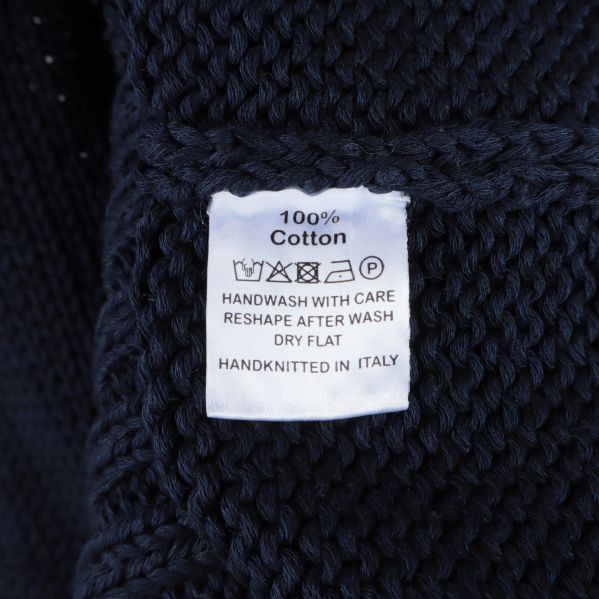 100%
Cotton
P
HANDWASH WITH CARE
RESHAPE AFTER WASH
DRY FLAT
HANDKNITTED IN ITALY